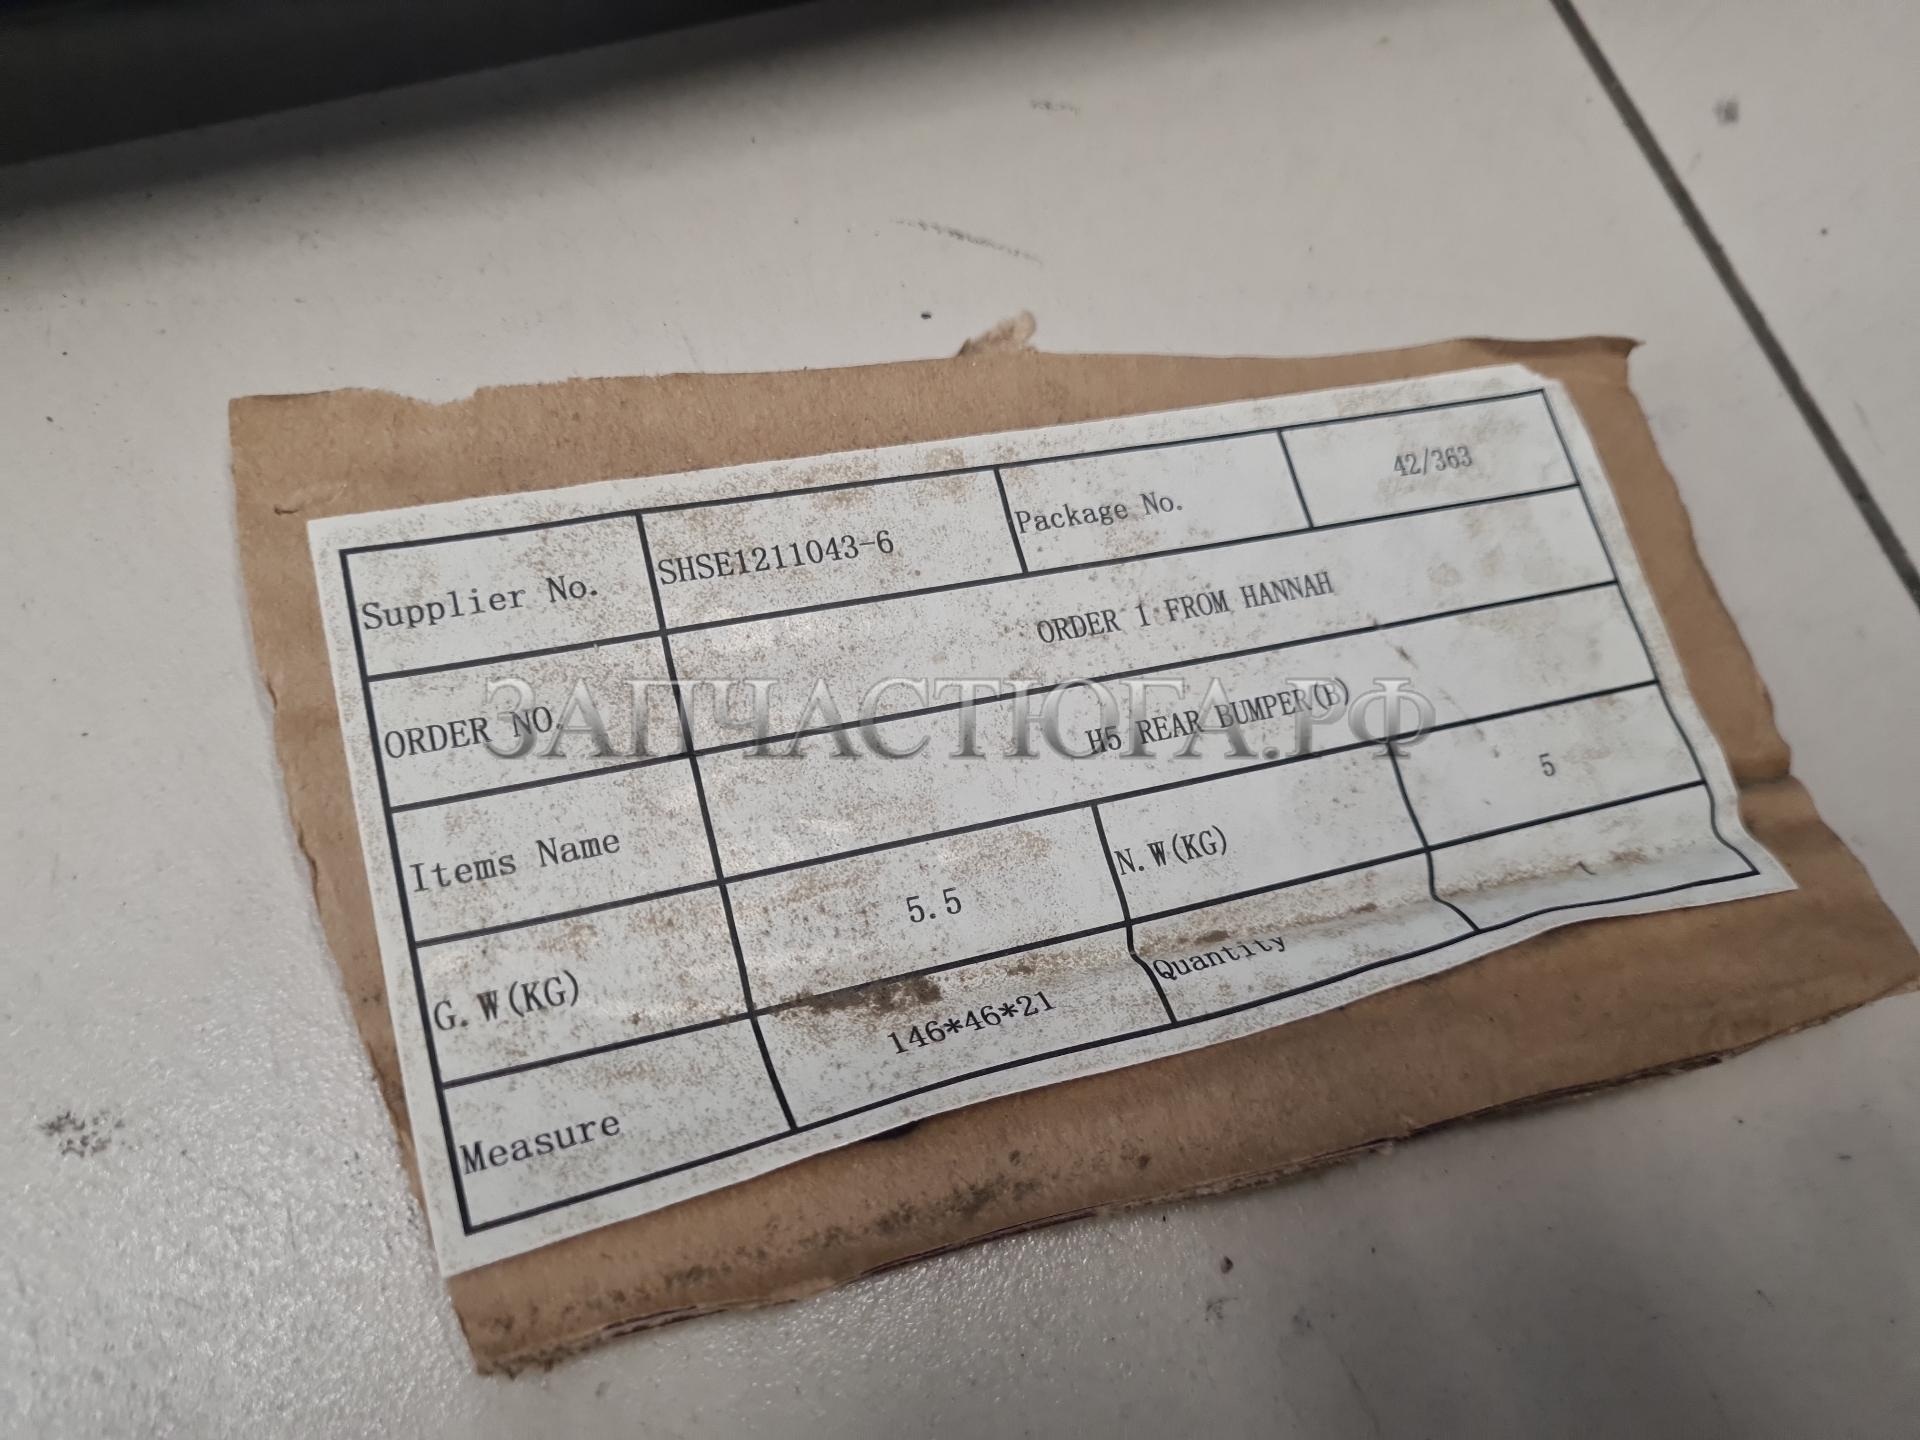 Supplier No. SHSE1211043-6 Package No. 42/363
ORDER NO. ORDER 1 FROM HANNAH
Items Name H5 REAR BUMPER(B)
G.W(KG) 5.5 N.W(KG) 5
Measure 146*46*21 Quantity
ЗАПЧАСТЮГА.РФ